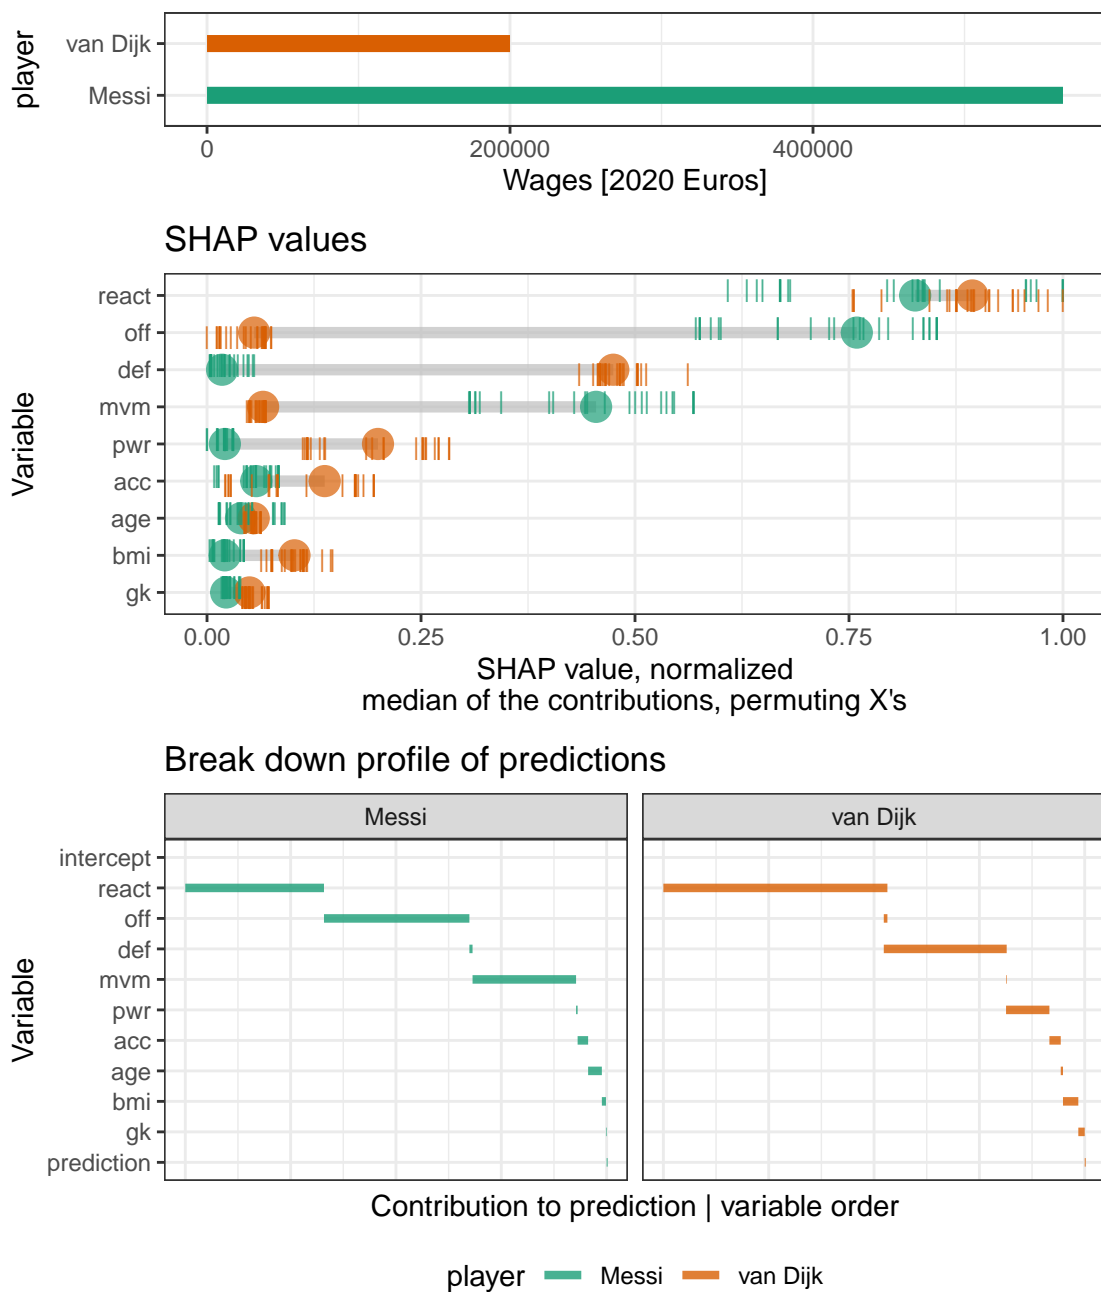 player
van Dijk
Messi
0 200000 400000
Wages [2020 Euros]
SHAP values
Variable
react
off
def
mvm
pwr
acc
age
bmi
gk
0.00 0.25 0.50 0.75 1.00
SHAP value, normalized
median of the contributions, permuting X's
Break down profile of predictions
Messi van Dijk
Variable
intercept
react
off
def
mvm
pwr
acc
age
bmi
gk
prediction
Contribution to prediction | variable order
player Messi van Dijk